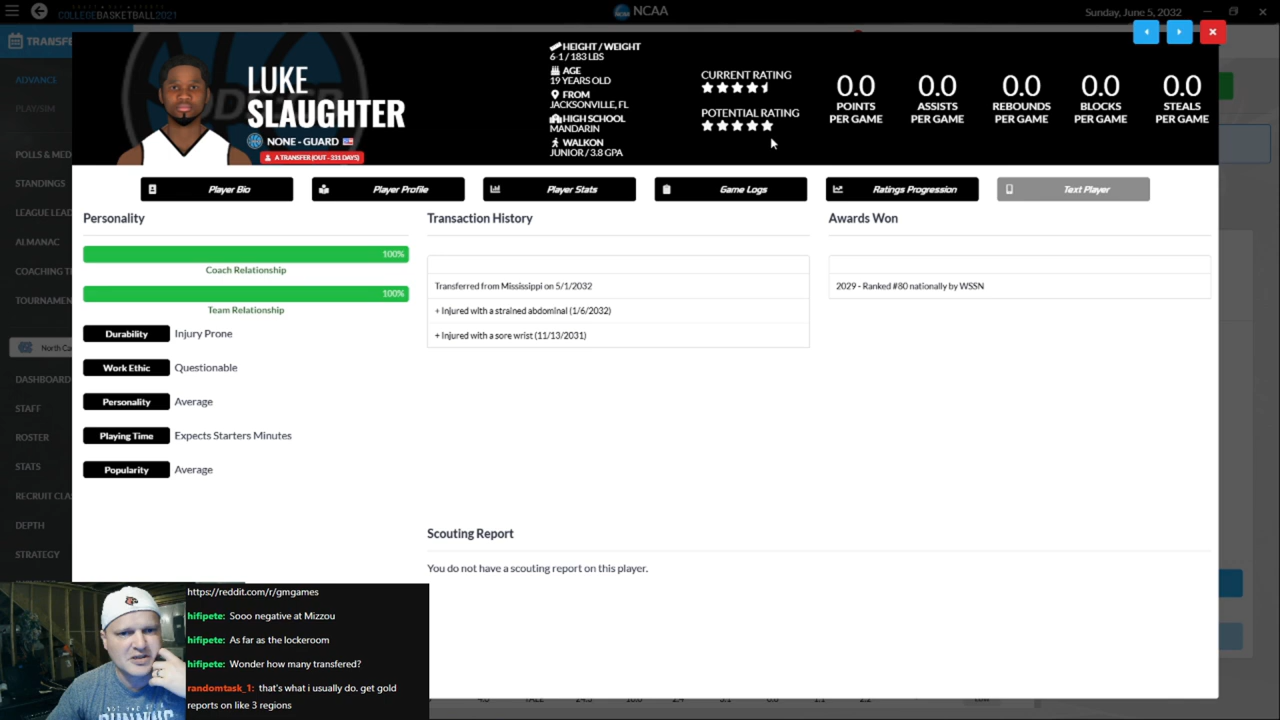 COLLEGEBASKETBALL2021
NCAA
Sunday, June 5, 2032
TRANSFE
ADVANCE
PLAY/SIM
POLLS & MED
STANDINGS
LEAGUE LEAD
ALMANAC
COACHING T
TOURNAMEN
North Ca
DASHBOARD
STAFF
ROSTER
STATS
RECRUIT CLA
DEPTH
STRATEGY
LUKE
SLAUGHTER
NONE - GUARD
A TRANSFER (OUT - 331 DAYS)
HEIGHT / WEIGHT
6-1 / 183 LBS
AGE
19 YEARS OLD
FROM
JACKSONVILLE, FL
HIGH SCHOOL
MANDARIN
WALKON
JUNIOR / 3.8 GPA
CURRENT RATING
POTENTIAL RATING
0.0 0.0 0.0 0.0 0.0
POINTS ASSISTS REBOUNDS BLOCKS STEALS
PER GAME PER GAME PER GAME PER GAME PER GAME
Player Bio Player Profile Player Stats Game Logs Ratings Progression Text Player
Personality
100%
Coach Relationship
100%
Team Relationship
Durability Injury Prone
Work Ethic Questionable
Personality Average
Playing Time Expects Starters Minutes
Popularity Average
Transaction History
Transferred from Mississippi on 5/1/2032
+ Injured with a strained abdominal (1/6/2032)
+ Injured with a sore wrist (11/13/2031)
Awards Won
2029 - Ranked #80 nationally by WSSN
Scouting Report
You do not have a scouting report on this player.
https://reddit.com/r/gmgames
hifipete: Sooo negative at Mizzou
hifipete: As far as the lockeroom
hifipete: Wonder how many transfered?
randomtask_1: that's what i usually do. get gold
reports on like 3 regions